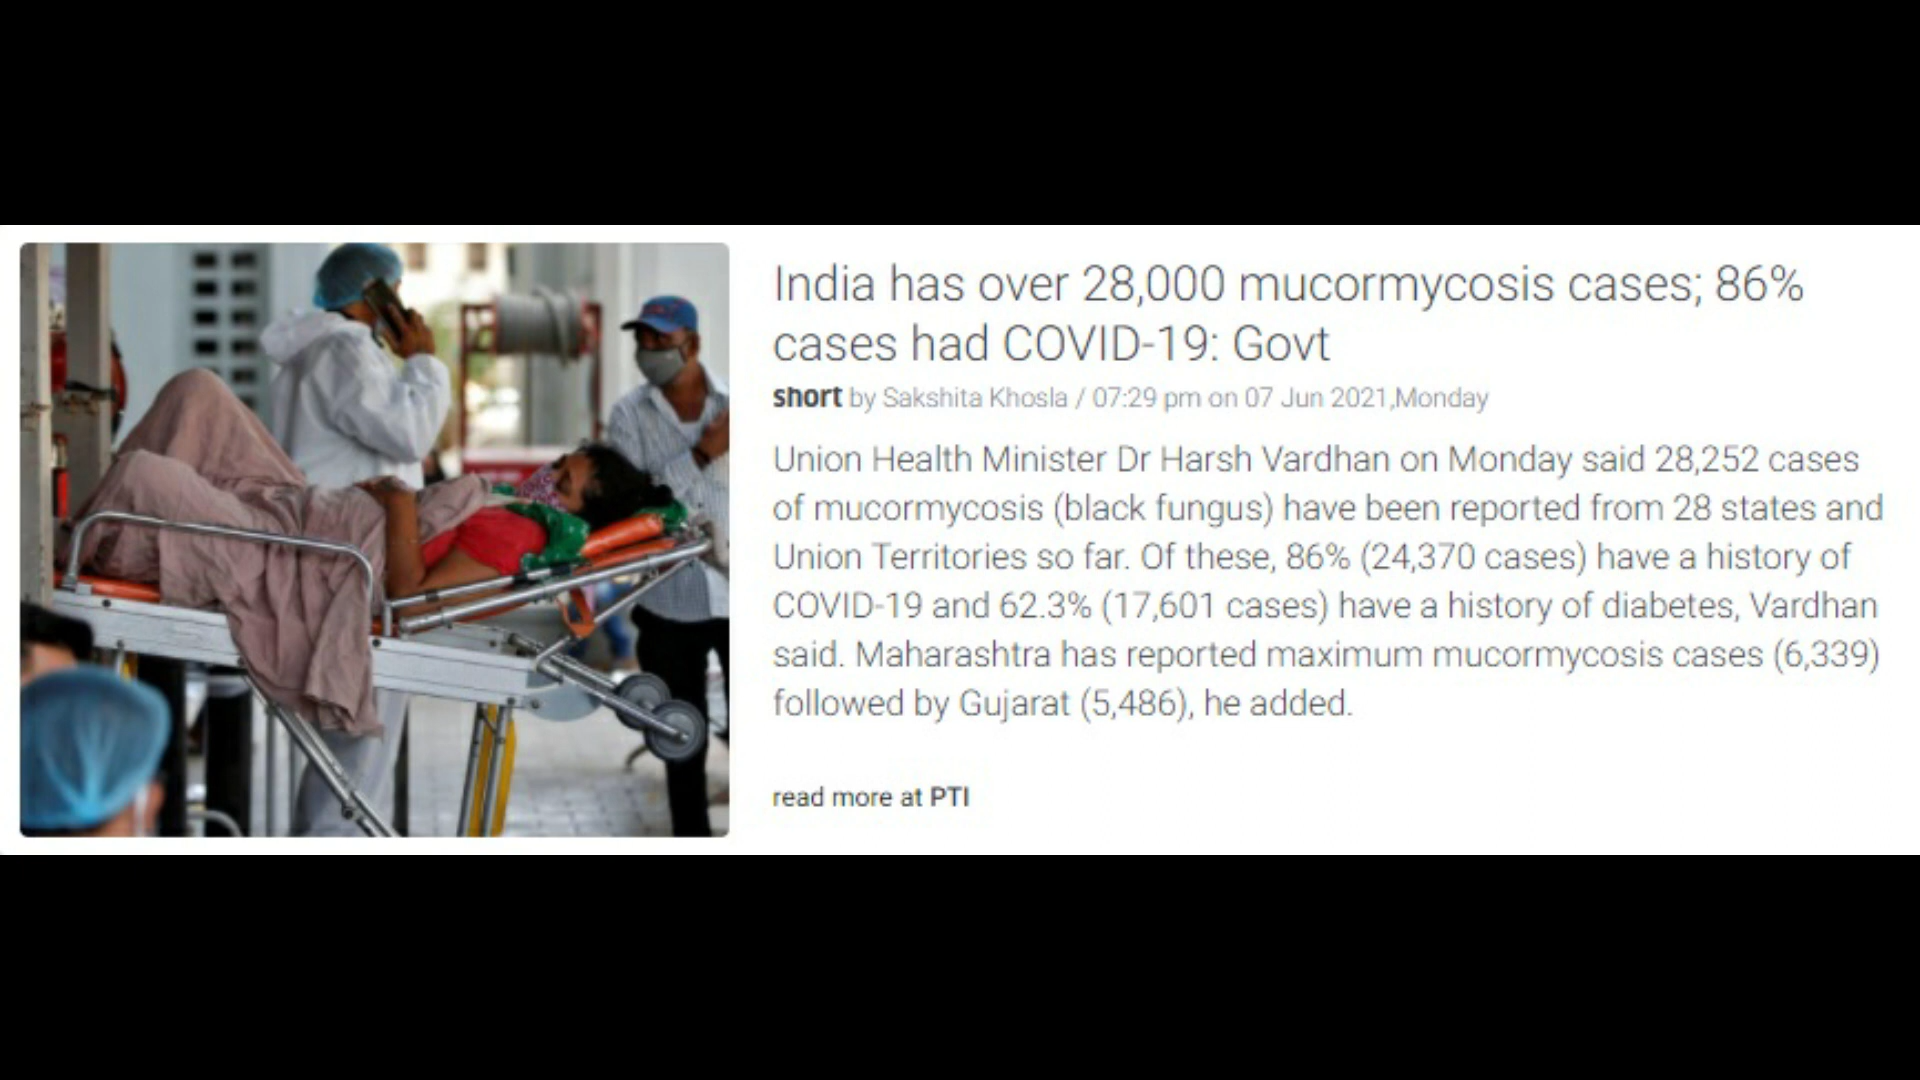 India has over 28,000 mucormycosis cases; 86%
cases had COVID-19: Govt
short by Sakshita Khosla / 07:29 pm on 07 Jun 2021,Monday
Union Health Minister Dr Harsh Vardhan on Monday said 28,252 cases
of mucormycosis (black fungus) have been reported from 28 states and
Union Territories so far. Of these, 86% (24,370 cases) have a history of
COVID-19 and 62.3% (17,601 cases) have a history of diabetes, Vardhan
said. Maharashtra has reported maximum mucormycosis cases (6,339)
followed by Gujarat (5,486), he added.
read more at PTI